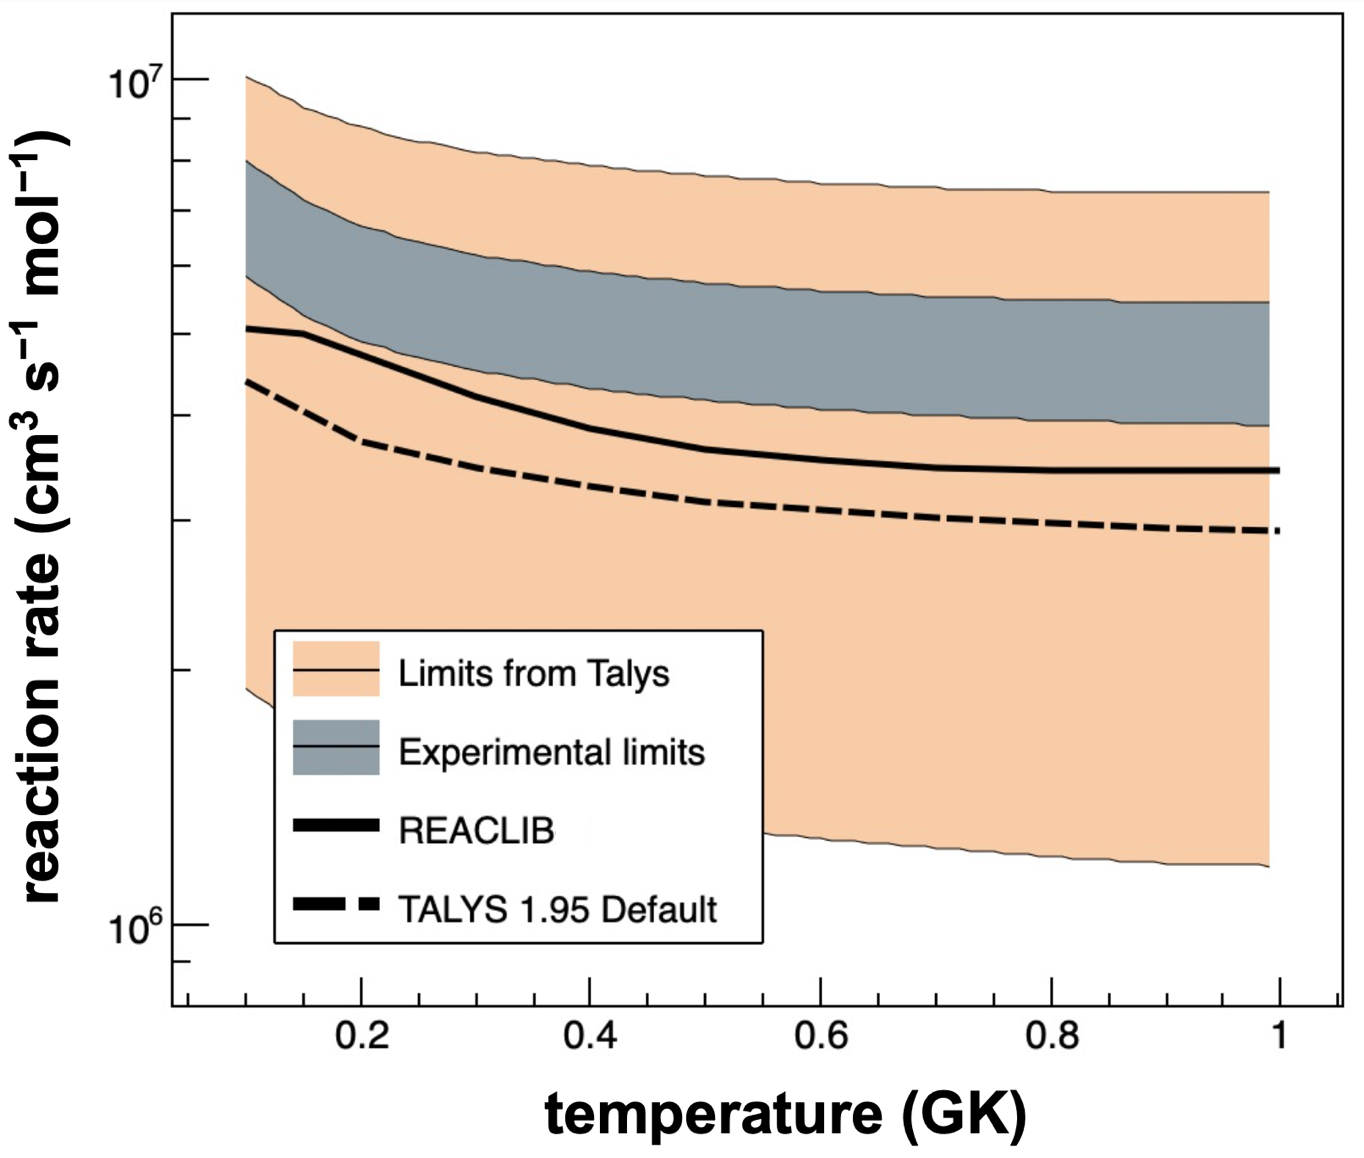 reaction rate (cm³ s⁻¹ mol⁻¹)
10⁷
10⁶
Limits from Talys
Experimental limits
REACLIB
TALYS 1.95 Default
0.2 0.4 0.6 0.8 1
temperature (GK)